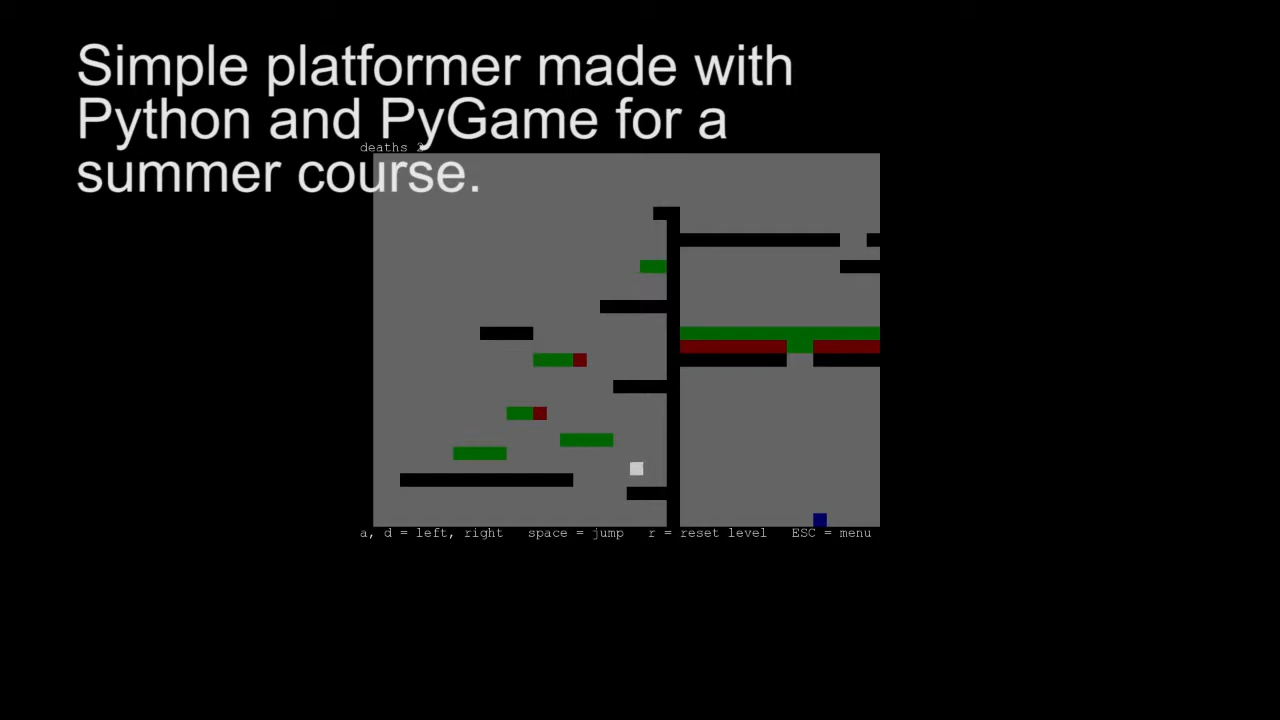 Simple platformer made with
Python and PyGame for a
summer course.
deaths 2
a, d = left, right space = jump r = reset level ESC = menu